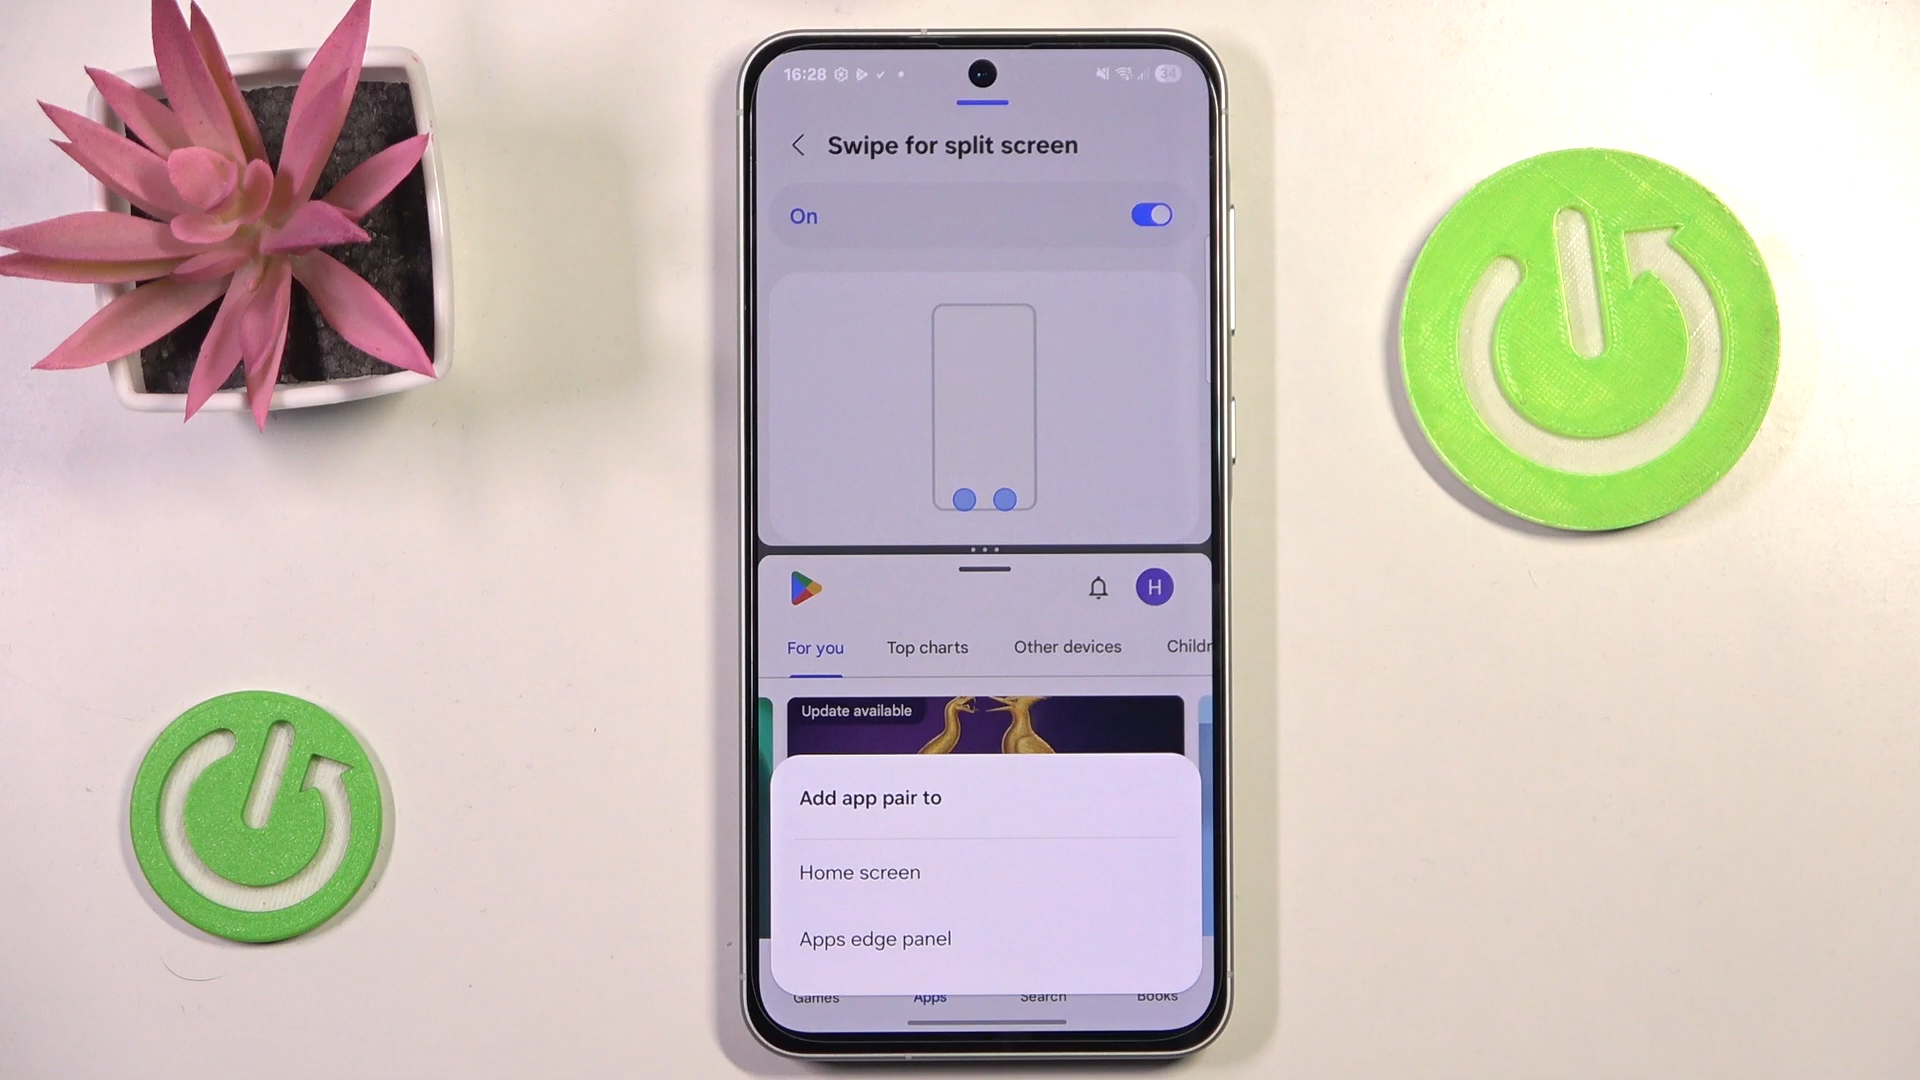 16:28
34
Swipe for split screen
On
H
For you Top charts Other devices Childr
Update available
Add app pair to
Home screen
Apps edge panel
Games Apps Search Books